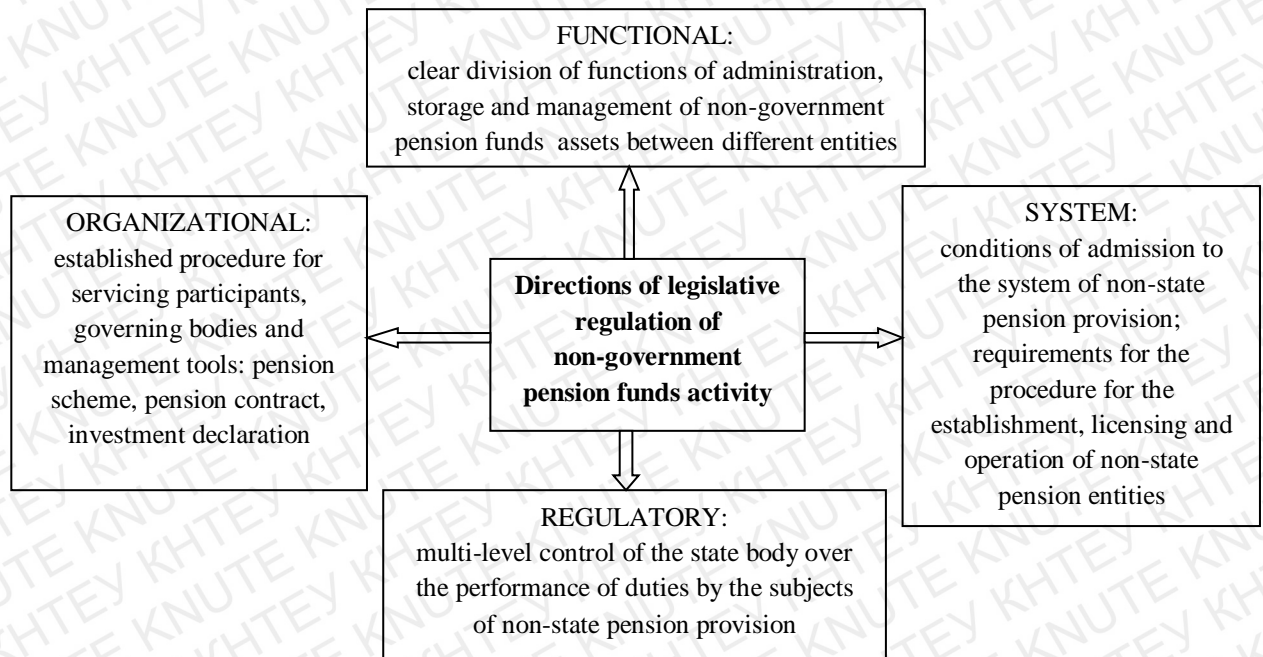 FUNCTIONAL:
clear division of functions of administration,
storage and management of non-government
pension funds assets between different entities
ORGANIZATIONAL:
established procedure for
servicing participants,
governing bodies and
management tools: pension
scheme, pension contract,
investment declaration
Directions of legislative
regulation of
non-government
pension funds activity
SYSTEM:
conditions of admission to
the system of non-state
pension provision;
requirements for the
procedure for the
establishment, licensing and
operation of non-state
pension entities
REGULATORY:
multi-level control of the state body over
the performance of duties by the subjects
of non-state pension provision